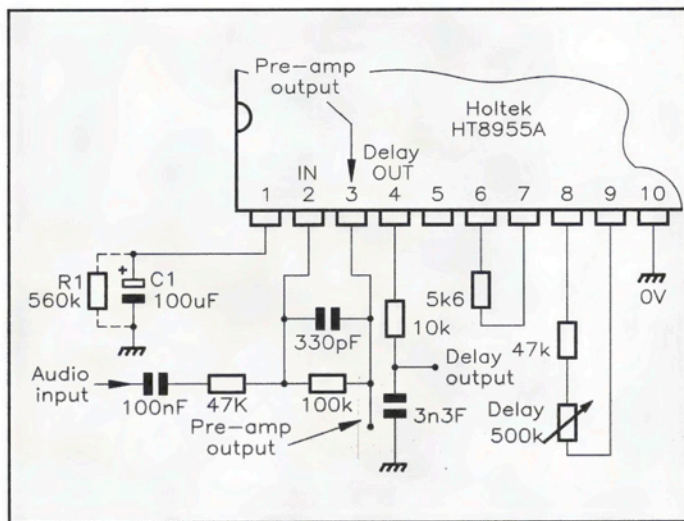 Pre-amp
output
Holtek
HT8955A
IN
Delay
OUT
1 2 3 4 5 6 7 8 9 10
R1
560k
+
C1
100uF
330pF
5k6
10k
0V
47k
Audio
input
100nF
47K
100k
Delay
output
3n3F
Delay
500k
Pre-amp
output